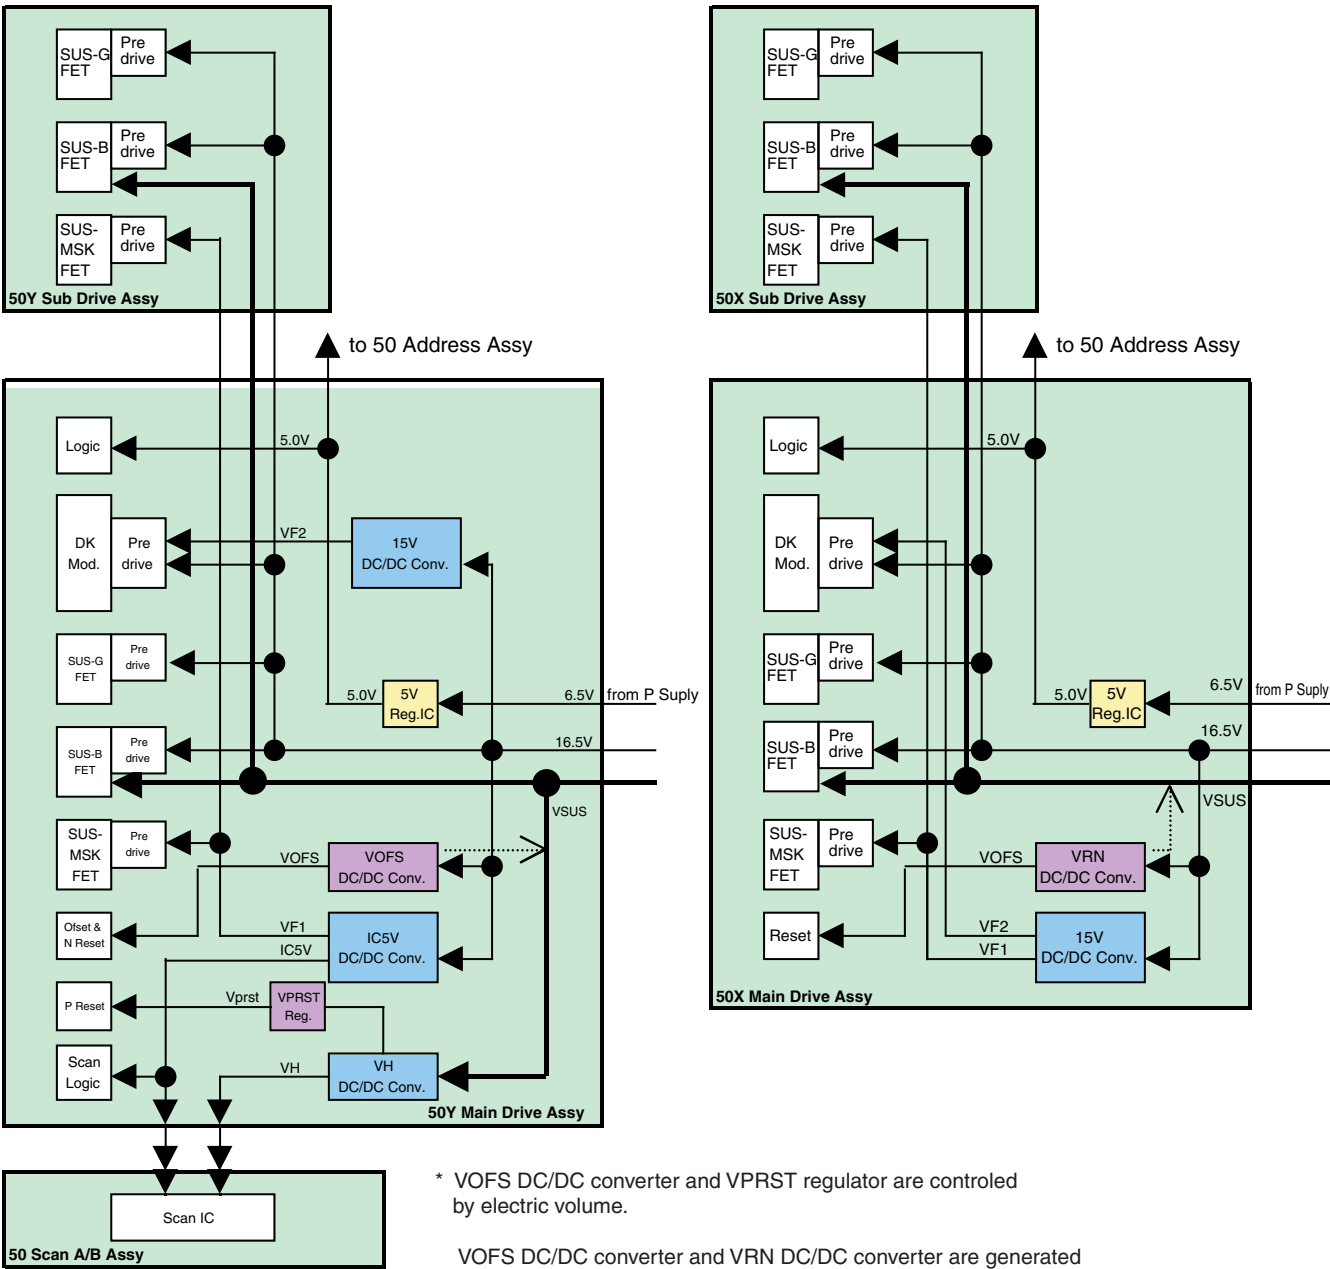 SUS-G
FET
Pre
drive
SUS-B
FET
Pre
drive
SUS-
MSK
FET
Pre
drive
50Y Sub Drive Assy
SUS-G
FET
Pre
drive
SUS-B
FET
Pre
drive
SUS-
MSK
FET
Pre
drive
50X Sub Drive Assy
to 50 Address Assy
Logic
5.0V
DK
Mod.
Pre
drive
VF2
15V
DC/DC Conv.
SUS-G
FET
Pre
drive
5.0V
5V
Reg.IC
6.5V
from P Suply
SUS-B
FET
Pre
drive
16.5V
VSUS
SUS-
MSK
FET
Pre
drive
VOFS
VOFS
DC/DC Conv.
Ofset &
N Reset
VF1
IC5V
IC5V
DC/DC Conv.
P Reset
Vprst
VPRST
Reg.
Scan
Logic
VH
VH
DC/DC Conv.
50Y Main Drive Assy
Scan IC
50 Scan A/B Assy
to 50 Address Assy
Logic
5.0V
DK
Mod.
Pre
drive
SUS-G
FET
Pre
drive
5.0V
5V
Reg.IC
6.5V
from P Suply
SUS-B
FET
Pre
drive
16.5V
VSUS
SUS-
MSK
FET
Pre
drive
VOFS
VRN
DC/DC Conv.
Reset
VF2
VF1
15V
DC/DC Conv.
50X Main Drive Assy
* VOFS DC/DC converter and VPRST regulator are controled
by electric volume.
VOFS DC/DC converter and VRN DC/DC converter are generated